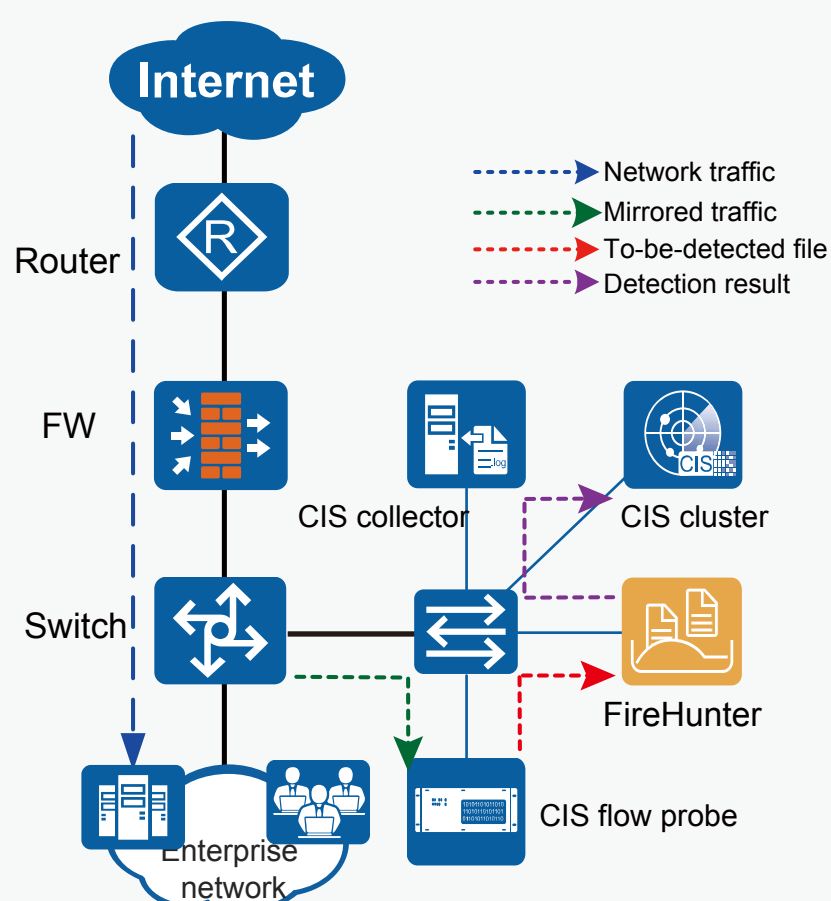 Internet
Network traffic
Mirrored traffic
To-be-detected file
Detection result
Router
R
FW
.log
CIS
CIS collector
CIS cluster
Switch
FireHunter
CIS flow probe
Enterprise
network